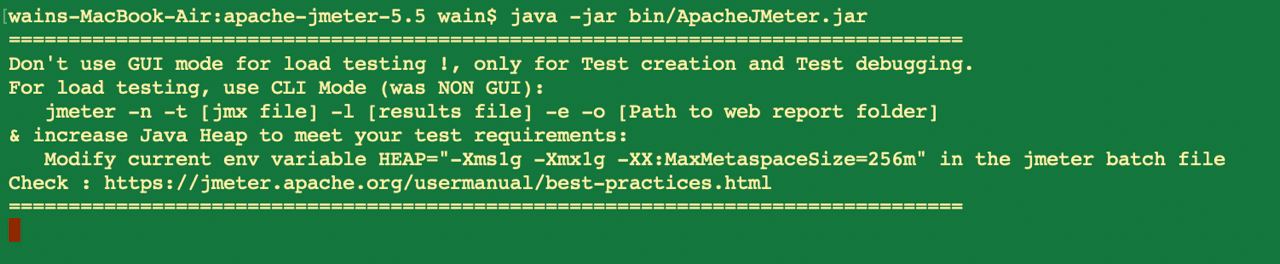 [wains-MacBook-Air:apache-jmeter-5.5 wain$ java -jar bin/ApacheJMeter.jar
================================================================================
Don't use GUI mode for load testing !, only for Test creation and Test debugging.
For load testing, use CLI Mode (was NON GUI):
   jmeter -n -t [jmx file] -l [results file] -e -o [Path to web report folder]
& increase Java Heap to meet your test requirements:
   Modify current env variable HEAP="-Xms1g -Xmx1g -XX:MaxMetaspaceSize=256m" in the jmeter batch file
Check : https://jmeter.apache.org/usermanual/best-practices.html
================================================================================